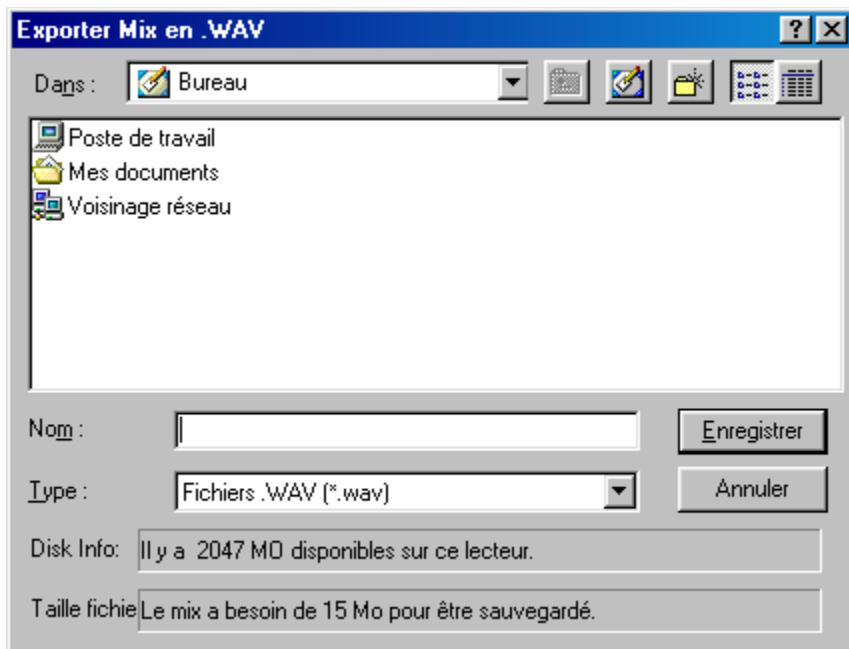 Exporter Mix en .WAV
Dans : Bureau
Poste de travail
Mes documents
Voisinage réseau
Nom : Enregistrer
Type : Fichiers .WAV (*.wav) Annuler
Disk Info: Il y a 2047 MO disponibles sur ce lecteur.
Taille fichie Le mix a besoin de 15 Mo pour être sauvegardé.